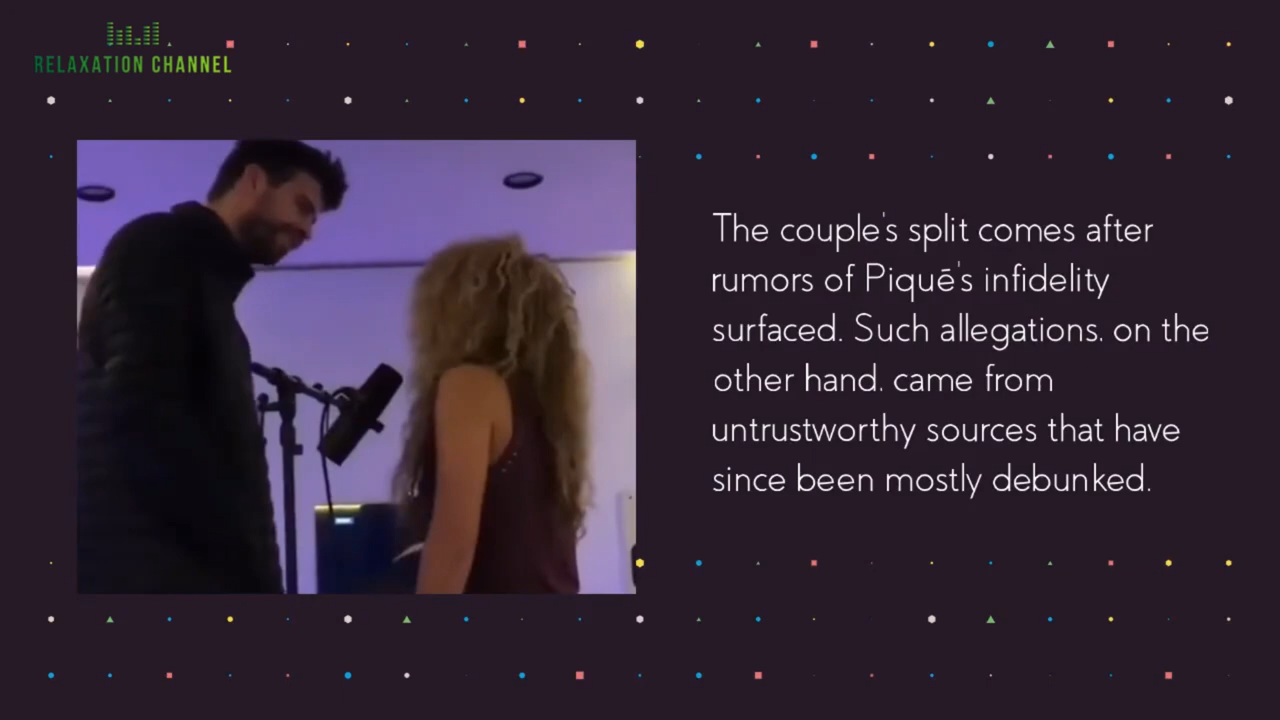 RELAXATION CHANNEL
The couple's split comes after
rumors of Piquē's infidelity
surfaced. Such allegations. on the
other hand. came from
untrustworthy sources that have
since been mostly debunked.